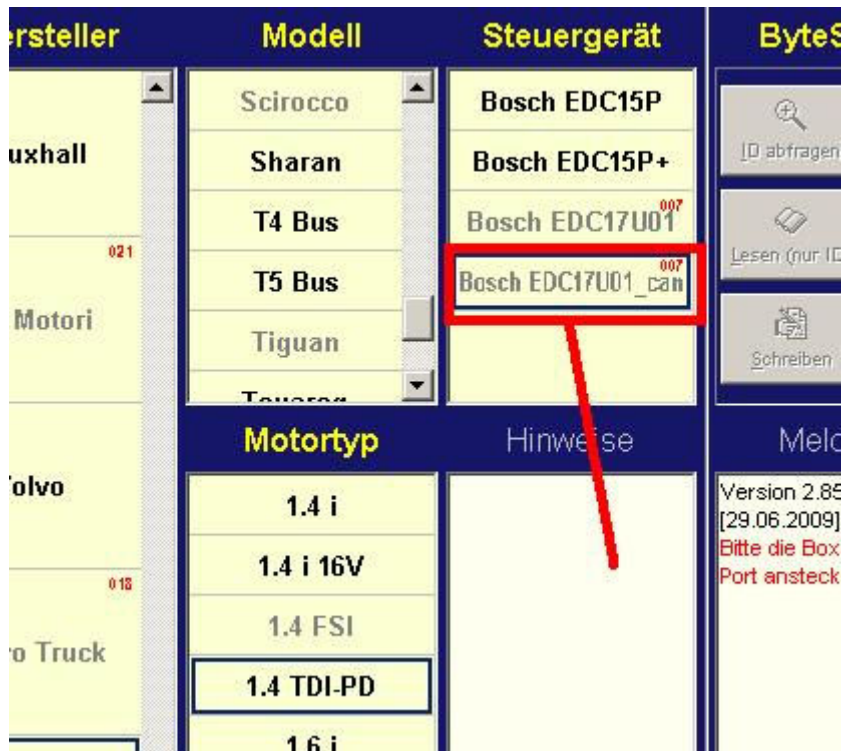 ersteller
uxhall
021
Motori
olvo
018
o Truck
Modell
Scirocco
Sharan
T4 Bus
T5 Bus
Tiguan
Touareg
Steuergerät
Bosch EDC15P
Bosch EDC15P+
Bosch EDC17U01 007
Bosch EDC17U01_can 007
ByteS
ID abfragen
Lesen (nur ID
Schreiben
Motortyp
1.4 i
1.4 i 16V
1.4 FSI
1.4 TDI-PD
1.6 i
Hinweise
Meld
Version 2.85
[29.06.2009]
Bitte die Box
Port ansteck